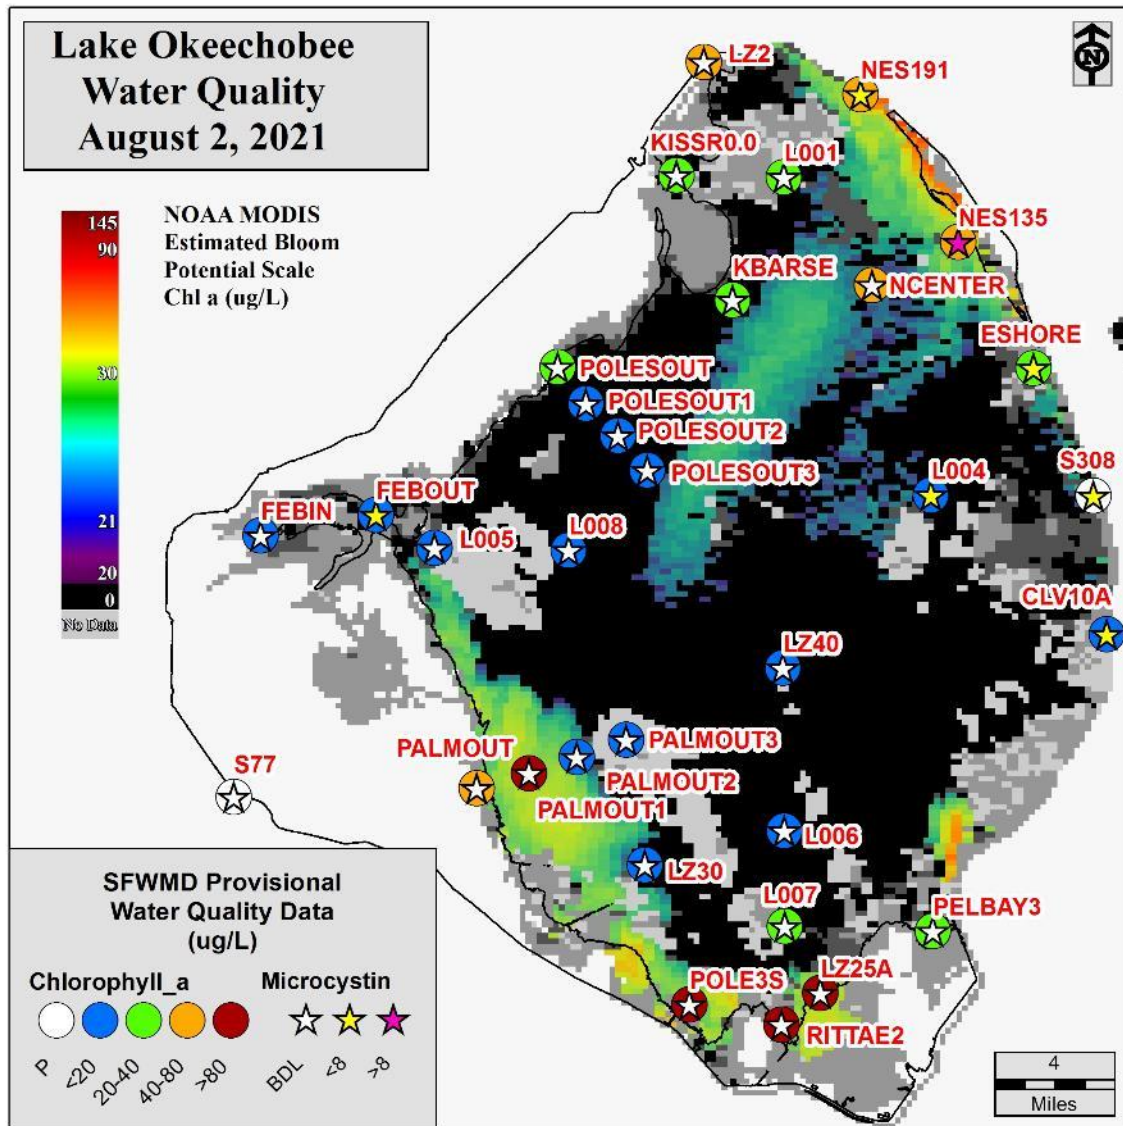 Lake Okeechobee
Water Quality
August 2, 2021
N
LZ2
NES191
KISSR0.0
L001
NOAA MODIS
Estimated Bloom
Potential Scale
Chl a (ug/L)
145
90
30
21
20
0
No Data
NES135
KBARSE
NCENTER
ESHORE
POLESOUT
POLESOUT1
POLESOUT2
POLESOUT3
L004
S308
FEBOUT
FEBIN
L005
L008
CLV10A
LZ40
PALMOUT
PALMOUT3
S77
PALMOUT2
PALMOUT1
L006
LZ30
L007
PELBAY3
LZ25A
POLE3S
RITTAE2
SFWMD Provisional
Water Quality Data
(ug/L)
Chlorophyll_a Microcystin
P <20 20-40 40-80 >80 BDL <8 >8
4
Miles